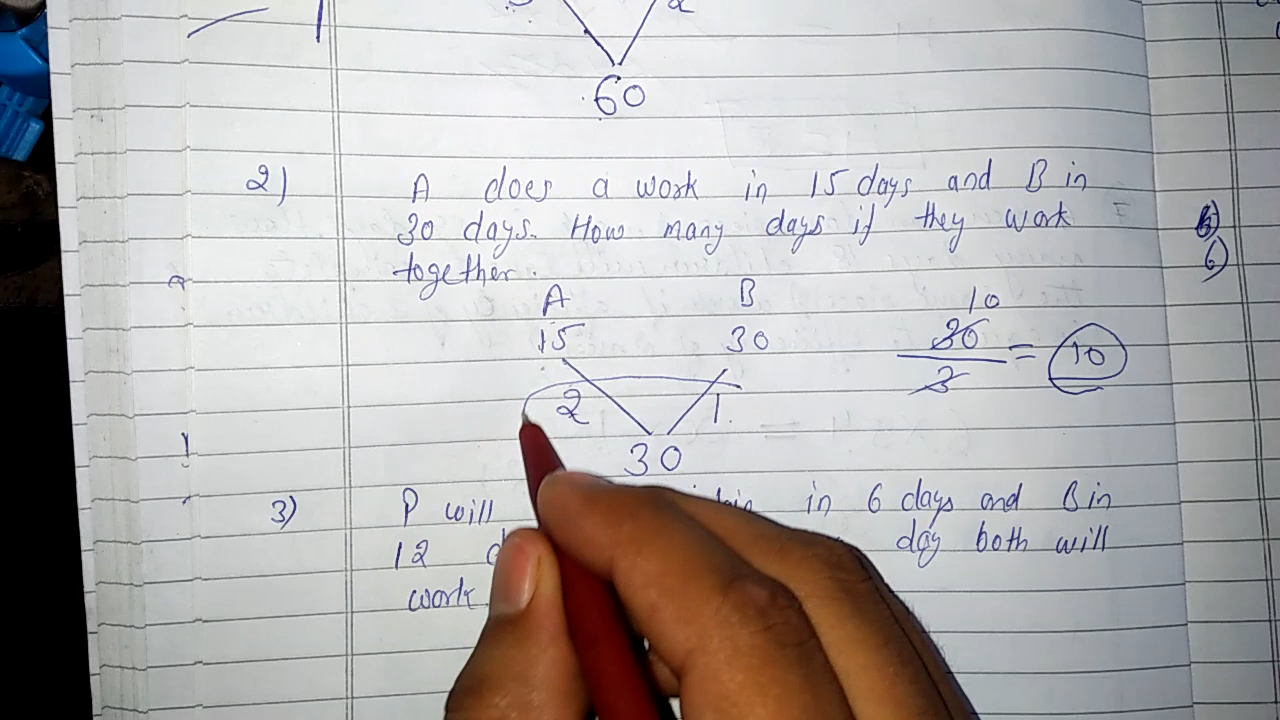 60
2) A does a work in 15 days and B in
30 days. How many days if they work
together.
A B
15 30
10
30
3
= 10
2 1
30
3) P will in 6 days and B in
12 day both will
work
6)